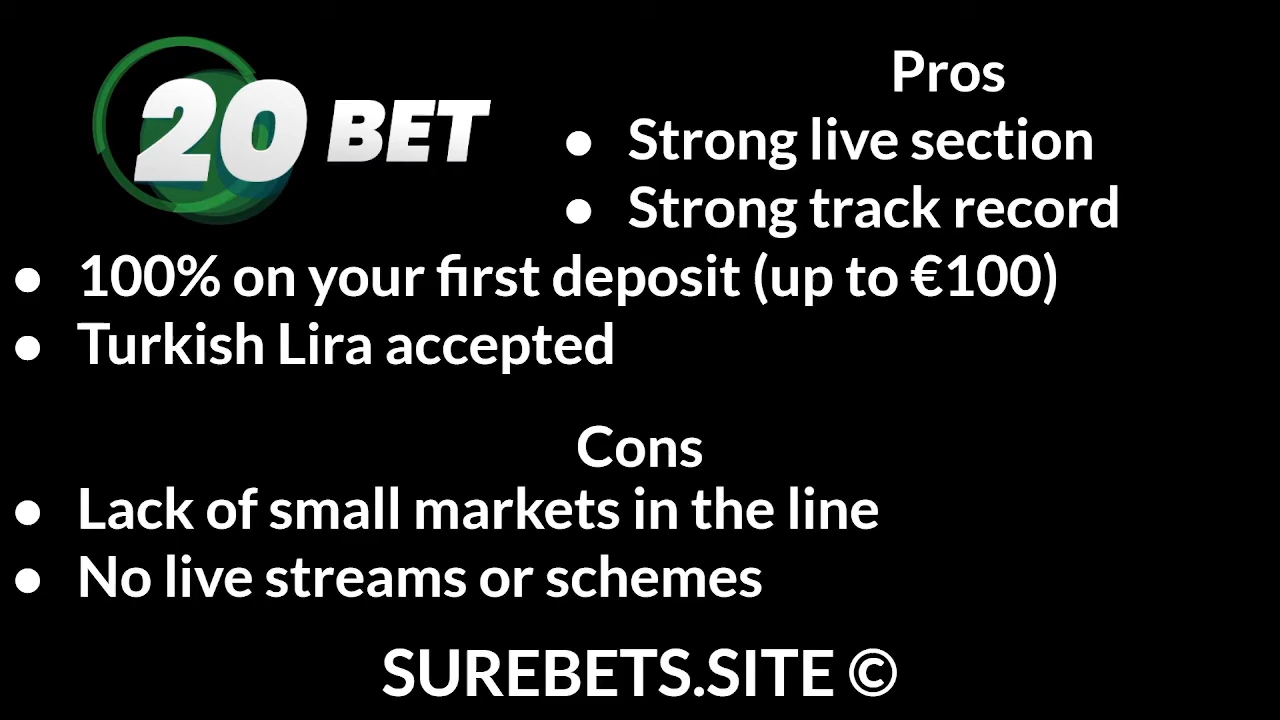 20 BET
Pros
● Strong live section
● Strong track record
● 100% on your first deposit (up to €100)
● Turkish Lira accepted
Cons
● Lack of small markets in the line
● No live streams or schemes
SUREBETS.SITE ©